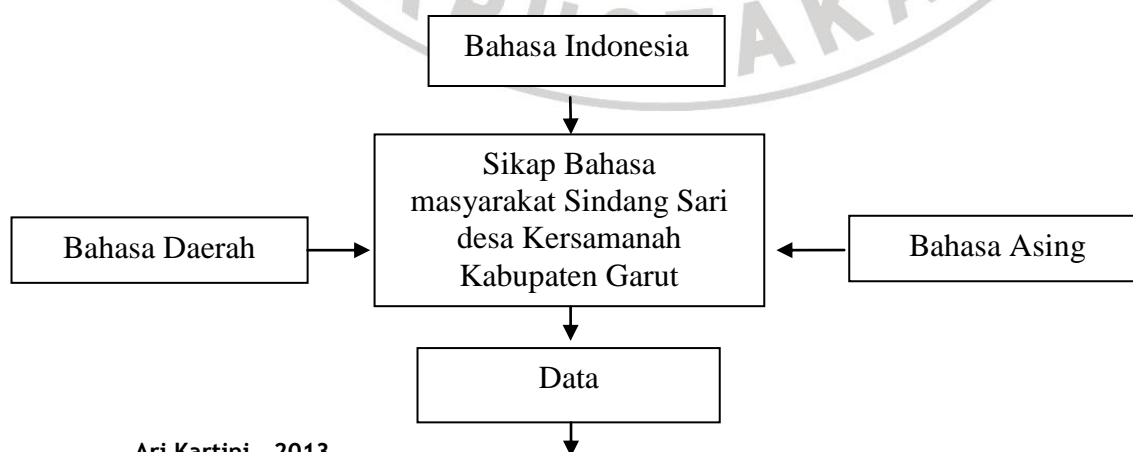 Bahasa Indonesia
Sikap Bahasa
masyarakat Sindang Sari
desa Kersamanah
Kabupaten Garut
Bahasa Daerah
Bahasa Asing
Data
Ari Kartini, 2013